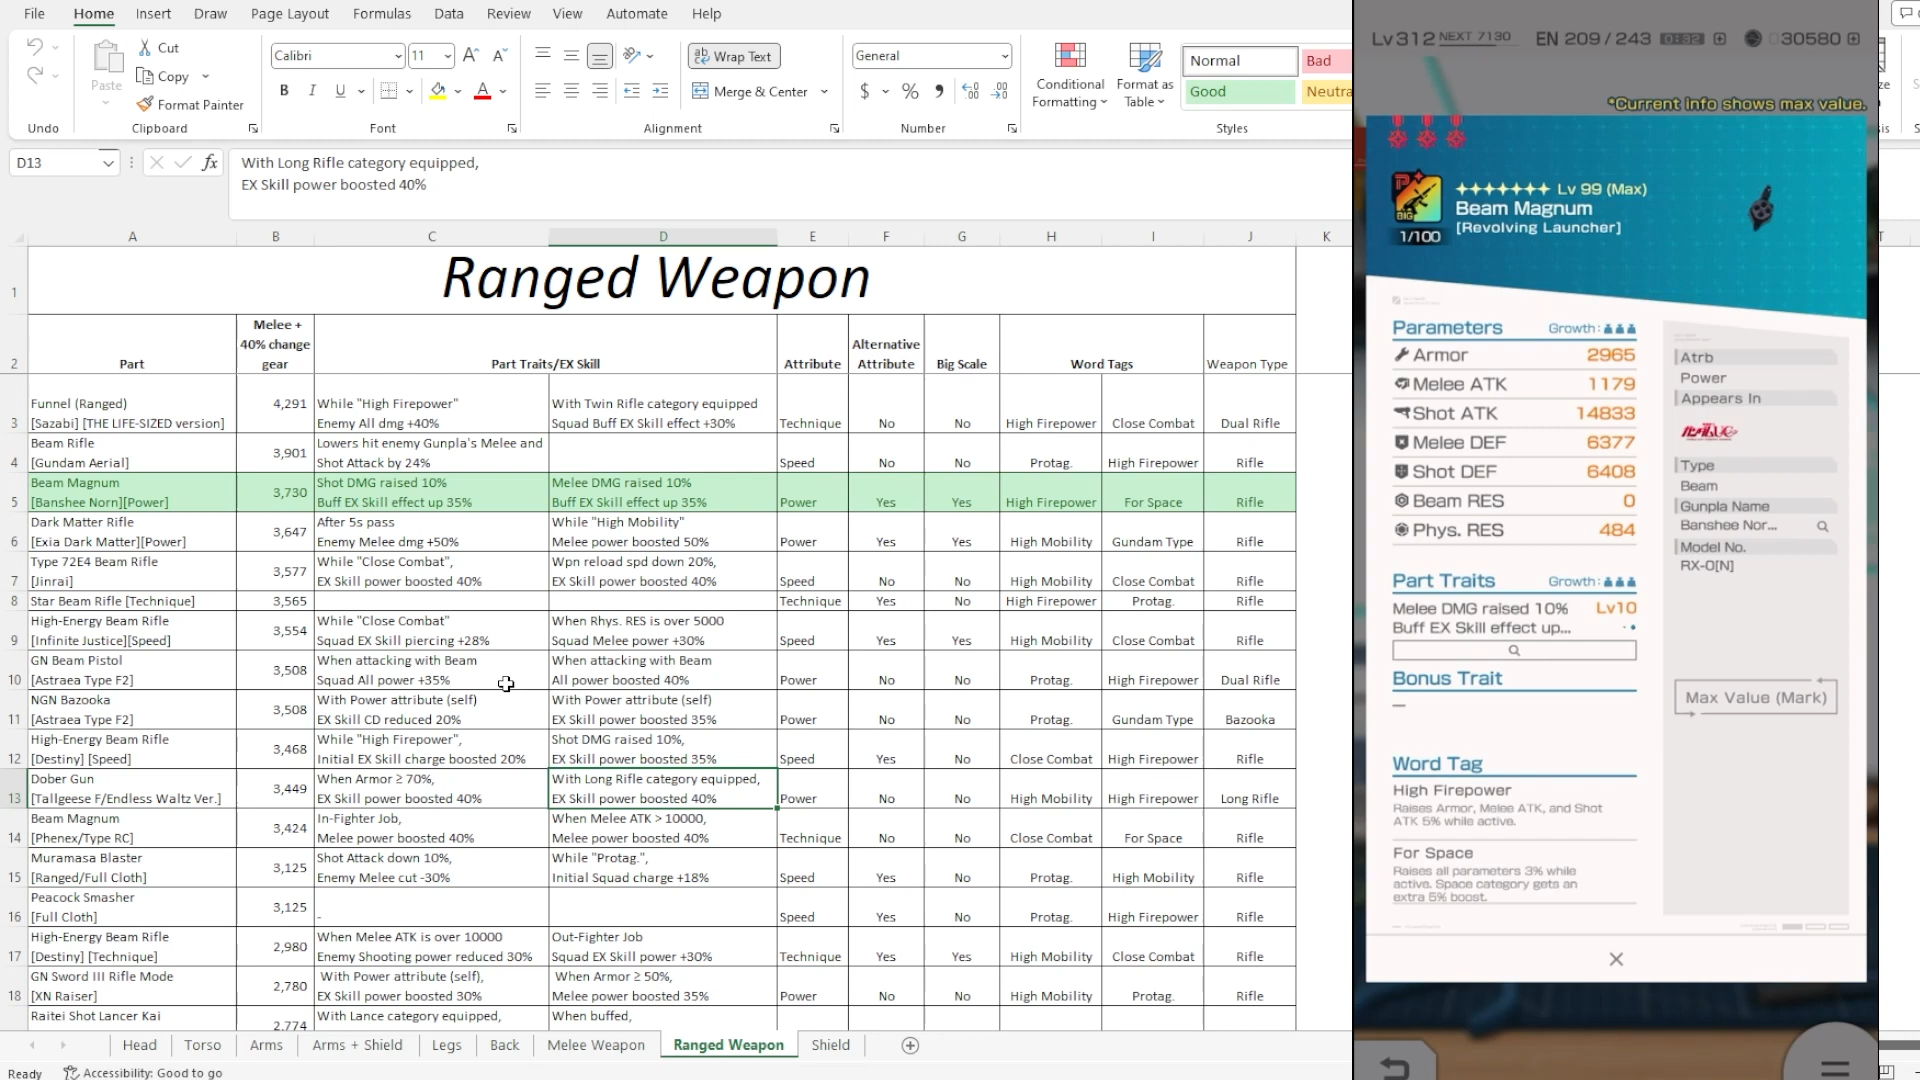 File Home Insert Draw Page Layout Formulas Data Review View Automate Help
Undo
Paste
Cut
Copy
Format Painter
Clipboard
Calibri 11
B I U
Font
Wrap Text
Merge & Center
Alignment
General
$ % 9
Number
Conditional Formatting
Format as Table
Normal Bad
Good Neutra
Styles
D13
fx
With Long Rifle category equipped,
EX Skill power boosted 40%
A B C D E F G H I J K
1 Ranged Weapon
2 Part Melee + 40% change gear Part Traits/EX Skill Attribute Alternative Attribute Big Scale Word Tags Weapon Type
3 Funnel (Ranged) [Sazabi] [THE LIFE-SIZED version] 4,291 While "High Firepower" Enemy All dmg +40% With Twin Rifle category equipped Squad Buff EX Skill effect +30% Technique No No High Firepower Close Combat Dual Rifle
4 Beam Rifle [Gundam Aerial] 3,901 Lowers hit enemy Gunpla's Melee and Shot Attack by 24% Speed No No Protag. High Firepower Rifle
5 Beam Magnum [Banshee Norn][Power] 3,730 Shot DMG raised 10% Buff EX Skill effect up 35% Melee DMG raised 10% Buff EX Skill effect up 35% Power Yes Yes High Firepower For Space Rifle
6 Dark Matter Rifle [Exia Dark Matter][Power] 3,647 After 5s pass Enemy Melee dmg +50% While "High Mobility" Melee power boosted 50% Power Yes Yes High Mobility Gundam Type Rifle
7 Type 72E4 Beam Rifle [Jinrai] 3,577 While "Close Combat", EX Skill power boosted 40% Wpn reload spd down 20%, EX Skill power boosted 40% Speed No No High Mobility Close Combat Rifle
8 Star Beam Rifle [Technique] 3,565 Technique Yes No High Firepower Protag. Rifle
9 High-Energy Beam Rifle [Infinite Justice][Speed] 3,554 While "Close Combat" Squad EX Skill piercing +28% When Rhys. RES is over 5000 Squad Melee power +30% Speed Yes Yes High Mobility Close Combat Rifle
10 GN Beam Pistol [Astraea Type F2] 3,508 When attacking with Beam Squad All power +35% When attacking with Beam All power boosted 40% Power No No Protag. High Firepower Dual Rifle
11 NGN Bazooka [Astraea Type F2] 3,508 With Power attribute (self) EX Skill CD reduced 20% With Power attribute (self) EX Skill power boosted 35% Power No No Protag. Gundam Type Bazooka
12 High-Energy Beam Rifle [Destiny] [Speed] 3,468 While "High Firepower", Initial EX Skill charge boosted 20% Shot DMG raised 10%, EX Skill power boosted 35% Speed Yes No Close Combat High Firepower Rifle
13 Dober Gun [Tallgeese F/Endless Waltz Ver.] 3,449 When Armor ≥ 70%, EX Skill power boosted 40% With Long Rifle category equipped, EX Skill power boosted 40% Power No No High Mobility High Firepower Long Rifle
14 Beam Magnum [Phenex/Type RC] 3,424 In-Fighter Job, Melee power boosted 40% When Melee ATK > 10000, Melee power boosted 40% Technique No No Close Combat For Space Rifle
15 Muramasa Blaster [Ranged/Full Cloth] 3,125 Shot Attack down 10%, Enemy Melee cut -30% While "Protag.", Initial Squad charge +18% Speed Yes No Protag. High Mobility Rifle
16 Peacock Smasher [Full Cloth] 3,125 - Speed Yes No Protag. High Firepower Rifle
17 High-Energy Beam Rifle [Destiny] [Technique] 2,980 When Melee ATK is over 10000 Enemy Shooting power reduced 30% Out-Fighter Job Squad EX Skill power +30% Technique Yes Yes High Mobility Close Combat Rifle
18 GN Sword III Rifle Mode [XN Raiser] 2,780 With Power attribute (self), EX Skill power boosted 30% When Armor ≥ 50%, Melee power boosted 35% Power No No High Mobility Protag. Rifle
Raitei Shot Lancer Kai 2,774 With Lance category equipped, When buffed,
Head Torso Arms Arms + Shield Legs Back Melee Weapon Ranged Weapon Shield
Ready Accessibility: Good to go
Lv312 NEXT 7130 EN 209/243 0:32 30580
*Current info shows max value.
BIG
1/100
Lv 99 (Max)
Beam Magnum
[Revolving Launcher]
Parameters Growth:
Armor 2965
Melee ATK 1179
Shot ATK 14833
Melee DEF 6377
Shot DEF 6408
Beam RES 0
Phys. RES 484
Part Traits Growth:
Melee DMG raised 10% Lv10
Buff EX Skill effect up...
Bonus Trait
—
Word Tag
High Firepower
Raises Armor, Melee ATK, and Shot
ATK 5% while active.
For Space
Raises all parameters 3% while
active. Space category gets an
extra 5% boost.
Atrb
Power
Appears In
Type
Beam
Gunpla Name
Banshee Nor...
Model No.
RX-0[N]
Max Value (Mark)